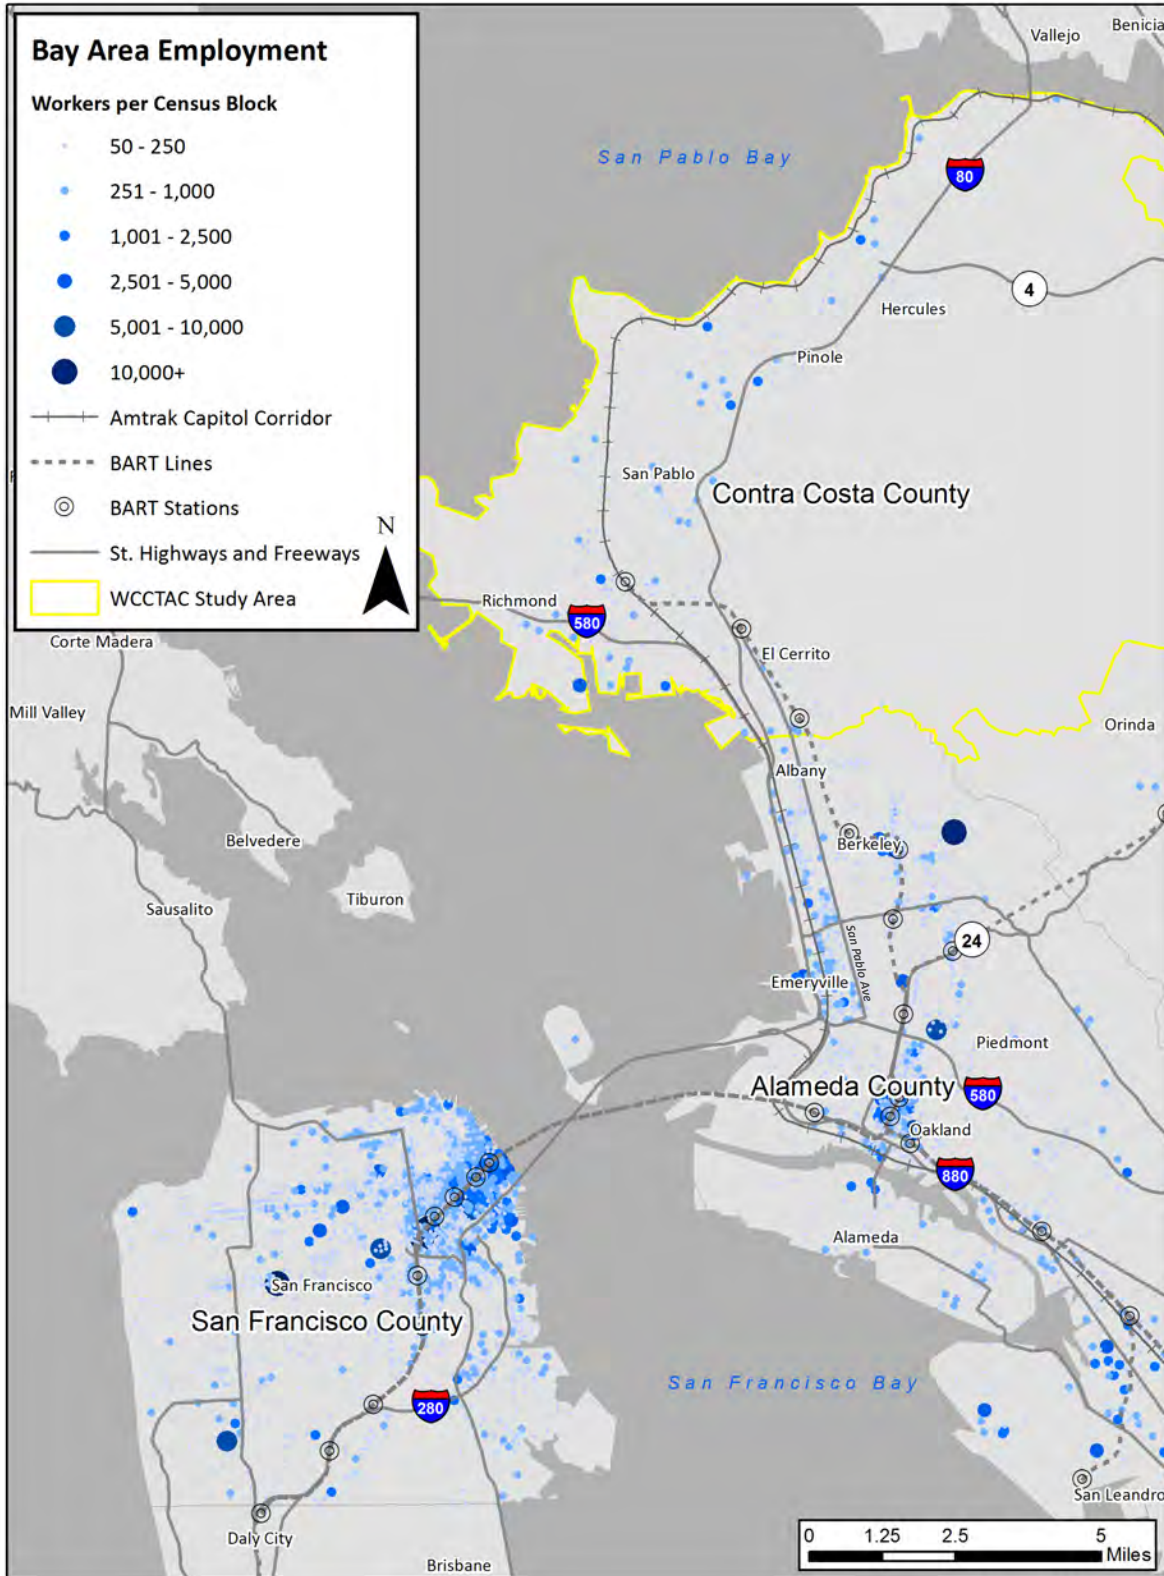 Bay Area Employment
Workers per Census Block
50 - 250
251 - 1,000
1,001 - 2,500
2,501 - 5,000
5,001 - 10,000
10,000+
Amtrak Capitol Corridor
BART Lines
BART Stations
St. Highways and Freeways
WCCTAC Study Area
N
Benicia
Vallejo
San Pablo Bay
80
4
Hercules
Pinole
San Pablo
Contra Costa County
Richmond
580
Corte Madera
El Cerrito
Mill Valley
Orinda
Albany
Belvedere
Berkeley
Tiburon
Sausalito
24
San Pablo Ave
Emeryville
Piedmont
Alameda County
580
Oakland
880
Alameda
San Francisco
San Francisco County
San Francisco Bay
280
San Leandro
Daly City
Brisbane
0 1.25 2.5 5
Miles